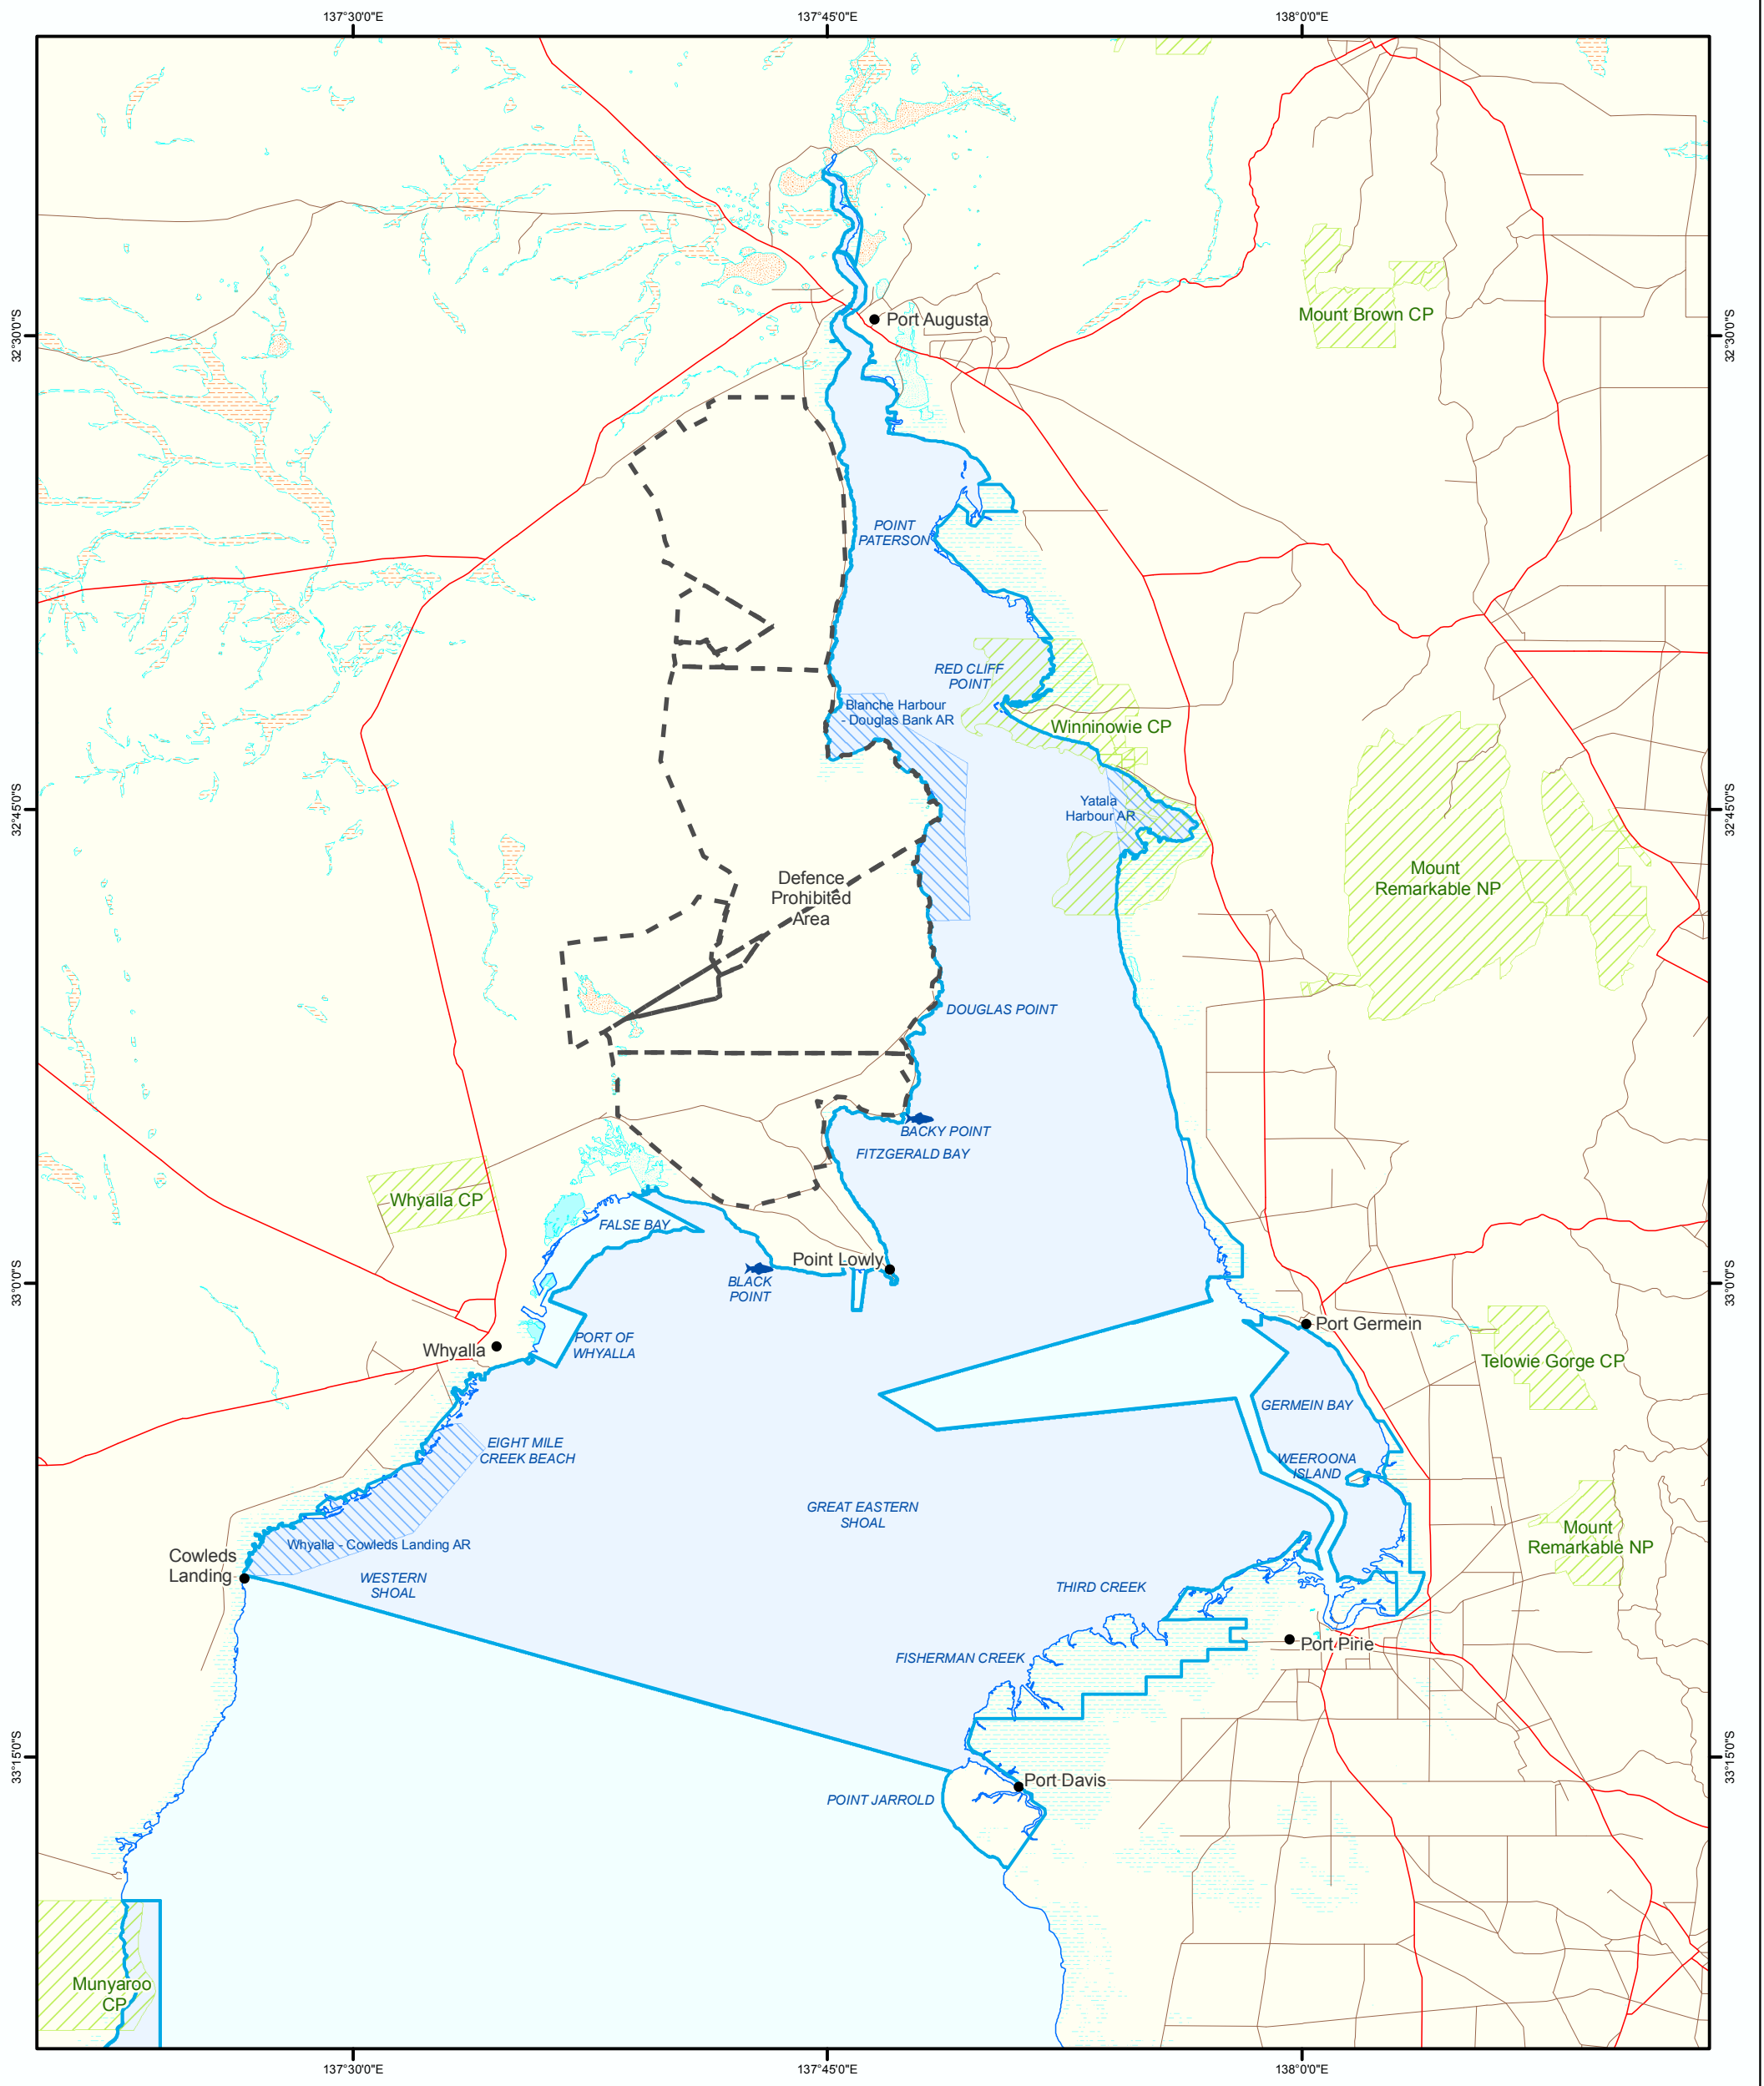 137°30'0"E
137°45'0"E
138°0'0"E
32°30'0"S
32°30'0"S
Mount Brown CP
Port Augusta
POINT
PATERSON
RED CLIFF
POINT
Blanche Harbour
- Douglas Bank AR
Winninowie CP
32°45'0"S
32°45'0"S
Yatala
Harbour AR
Mount
Remarkable NP
Defence
Prohibited
Area
DOUGLAS POINT
BACKY POINT
FITZGERALD BAY
Whyalla CP
FALSE BAY
Point Lowly
BLACK
POINT
33°0'0"S
33°0'0"S
Port Germein
PORT OF
WHYALLA
Whyalla
Telowie Gorge CP
GERMEIN BAY
EIGHT MILE
CREEK BEACH
WEEROONA
ISLAND
GREAT EASTERN
SHOAL
Mount
Remarkable NP
Whyalla - Cowleds Landing AR
Cowleds
Landing
WESTERN
SHOAL
THIRD CREEK
Port Pirie
FISHERMAN CREEK
33°15'0"S
33°15'0"S
Port Davis
POINT JARROLD
Munyaroo
CP
137°30'0"E
137°45'0"E
138°0'0"E